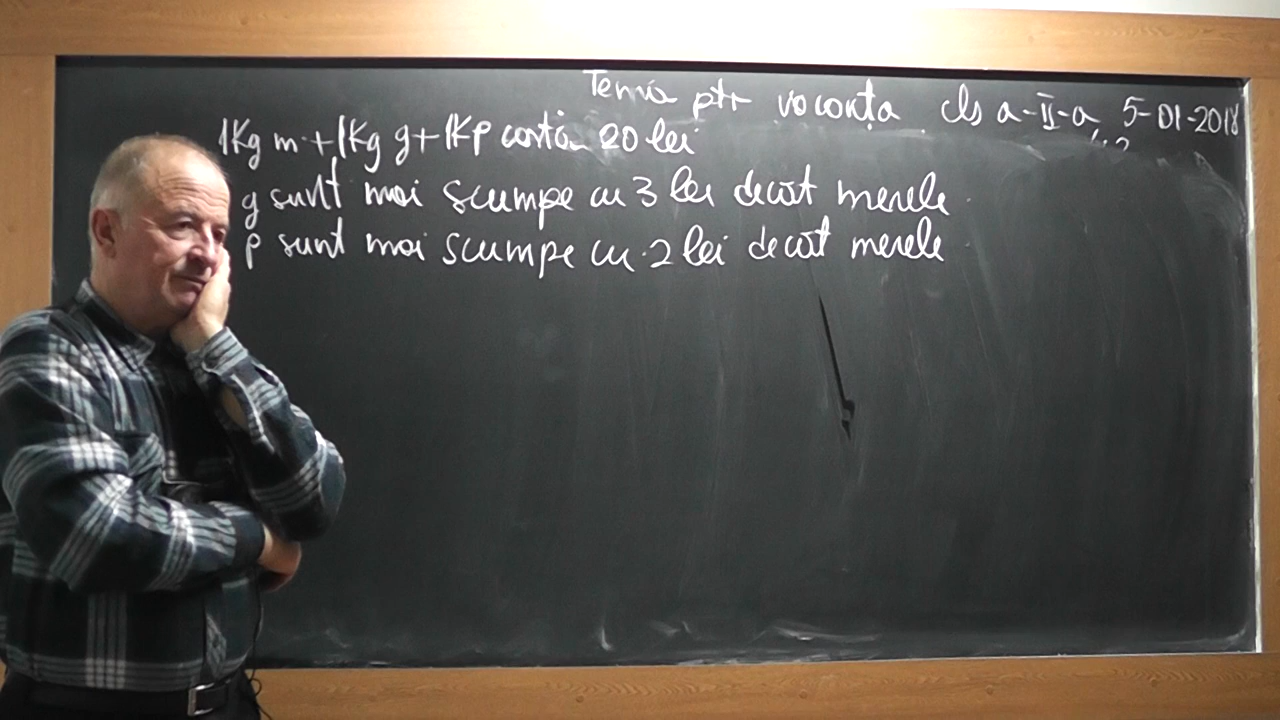 Tema ptr vacanța cls a-II-a, 5-01-2018
1Kg m+1Kg g+1Kp costă 20 lei
g sunt mai scumpe cu 3 lei decât merele
p sunt mai scumpe cu 2 lei decât merele